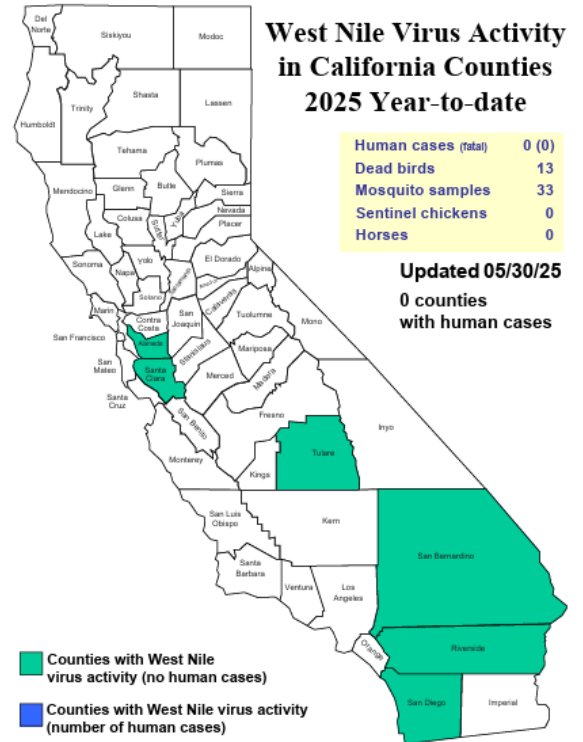 West Nile Virus Activity
in California Counties
2025 Year-to-date
Human cases (fatal) 0 (0)
Dead birds 13
Mosquito samples 33
Sentinel chickens 0
Horses 0
Updated 05/30/25
0 counties
with human cases
Del
Norte
Siskiyou
Modoc
Humboldt
Trinity
Shasta
Lassen
Tehama
Plumas
Mendocino
Glenn
Butte
Sierra
Colusa
Sutter
Yuba
Nevada
Placer
Lake
Sonoma
Napa
Yolo
Sacramento
El Dorado
Alpine
Solano
Amador
Calaveras
Marin
Contra
Costa
San
Joaquin
Tuolumne
Mono
San Francisco
Alameda
Stanislaus
Mariposa
San
Mateo
Santa
Clara
Merced
Madera
Santa
Cruz
San Benito
Fresno
Inyo
Monterey
Kings
Tulare
San Luis
Obispo
Kern
San Bernardino
Santa
Barbara
Ventura
Los
Angeles
Orange
Riverside
San Diego
Imperial
Counties with West Nile
virus activity (no human cases)
Counties with West Nile virus activity
(number of human cases)